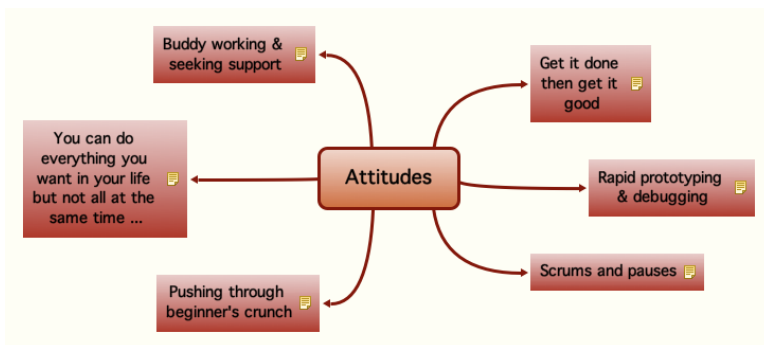 Buddy working &
seeking support
Get it done
then get it
good
You can do
everything you
want in your life
but not all at the
same time ...
Attitudes
Rapid prototyping
& debugging
Scrums and pauses
Pushing through
beginner's crunch